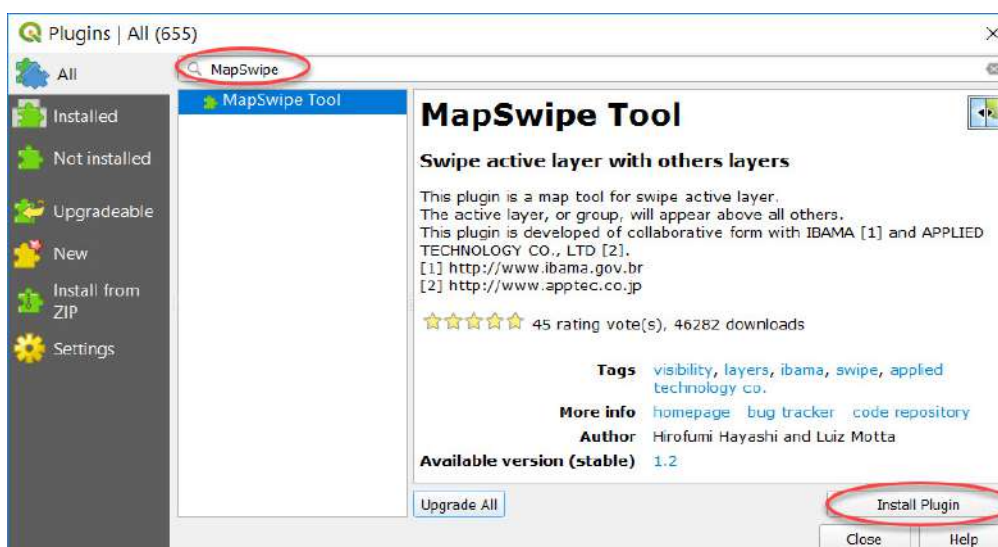 Plugins | All (655)
All
Installed
Not installed
Upgradeable
New
Install from
ZIP
Settings
MapSwipe
MapSwipe Tool
MapSwipe Tool
Swipe active layer with others layers
This plugin is a map tool for swipe active layer.
The active layer, or group, will appear above all others.
This plugin is developed of collaborative form with IBAMA [1] and APPLIED
TECHNOLOGY CO., LTD [2].
[1] http://www.ibama.gov.br
[2] http://www.apptec.co.jp
45 rating vote(s), 46282 downloads
Tags visibility, layers, ibama, swipe, applied
technology co.
More info homepage bug tracker code repository
Author Hirofumi Hayashi and Luiz Motta
Available version (stable) 1.2
Upgrade All Install Plugin
Close Help